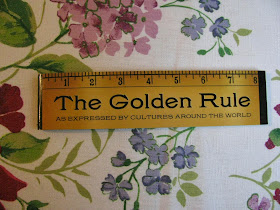 1 2 3 4 5 6 7 8
The Golden Rule
AS EXPRESSED BY CULTURES AROUND THE WORLD